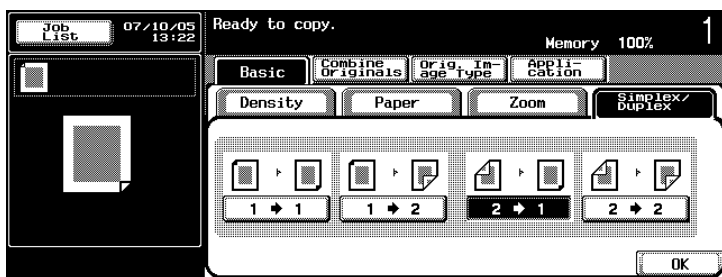 Job
List
07/10/05
13:22
Ready to copy.
Memory 100%
1
Basic
Combine
Originals
Orig. Im-
age Type
Appli-
cation
Density
Paper
Zoom
Simplex/
Duplex
1 ➔ 1
1 ➔ 2
2 ➔ 1
2 ➔ 2
OK